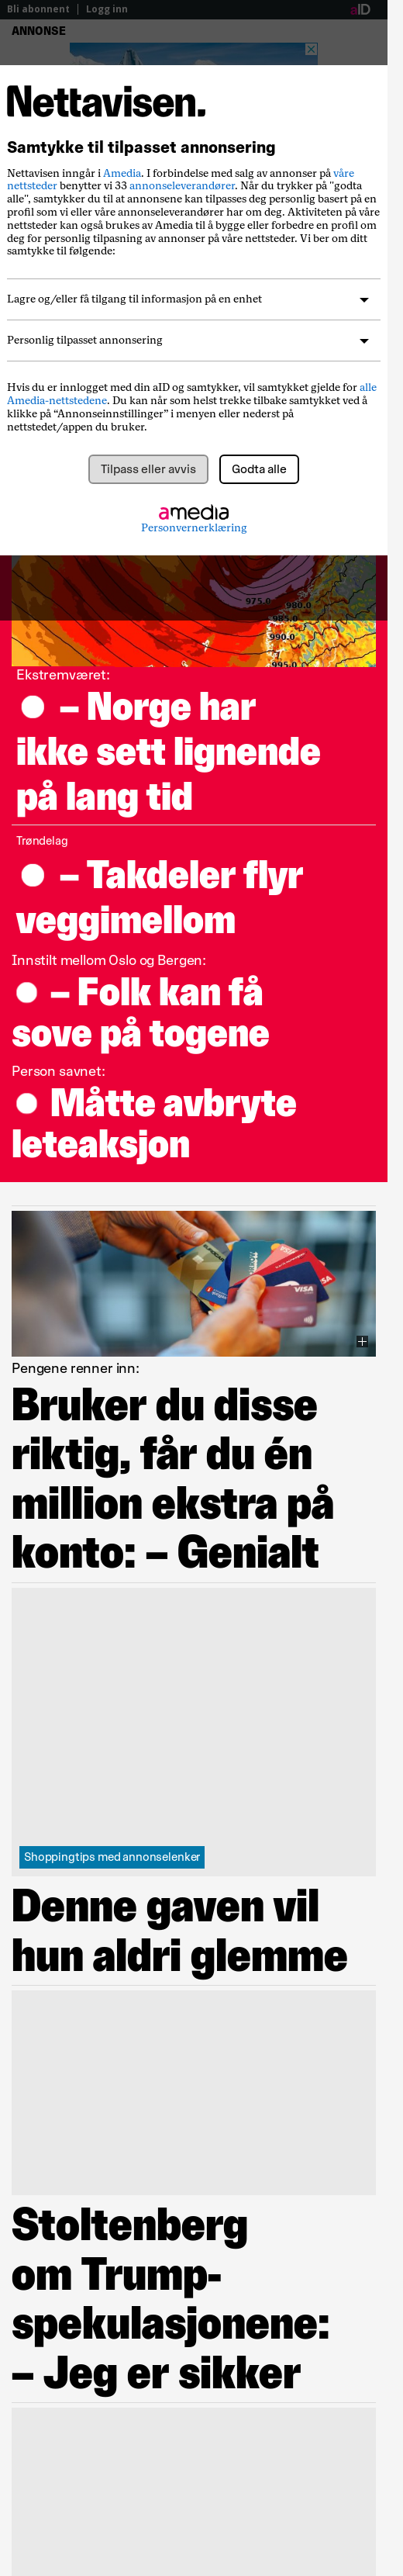 Bli abonnent | Logg inn
aID
ANNONSE
Nettavisen.
Samtykke til tilpasset annonsering
Nettavisen inngår i Amedia. I forbindelse med salg av annonser på våre
nettsteder benytter vi 33 annonseleverandører. Når du trykker på "godta
alle", samtykker du til at annonsene kan tilpasses deg personlig basert på en
profil som vi eller våre annonseleverandører har om deg. Aktiviteten på våre
nettsteder kan også brukes av Amedia til å bygge eller forbedre en profil om
deg for personlig tilpasning av annonser på våre nettsteder. Vi ber om ditt
samtykke til følgende:
Lagre og/eller få tilgang til informasjon på en enhet
Personlig tilpasset annonsering
Hvis du er innlogget med din aID og samtykker, vil samtykket gjelde for alle
Amedia-nettstedene. Du kan når som helst trekke tilbake samtykket ved å
klikke på “Annonseinnstillinger” i menyen eller nederst på
nettstedet/appen du bruker.
Tilpass eller avvis
Godta alle
amedia
Personvernerklæring
975.0
980.0
985.0
990.0
995.0
Ekstremværet:
– Norge har
ikke sett lignende
på lang tid
Trøndelag
– Takdeler flyr
veggimellom
Innstilt mellom Oslo og Bergen:
– Folk kan få
sove på togene
Person savnet:
Måtte avbryte
leteaksjon
VISA
VISA
Pengene renner inn:
Bruker du disse
riktig, får du én
million ekstra på
konto: – Genialt
Shoppingtips med annonselenker
Denne gaven vil
hun aldri glemme
Stoltenberg
om Trump-
spekulasjonene:
– Jeg er sikker